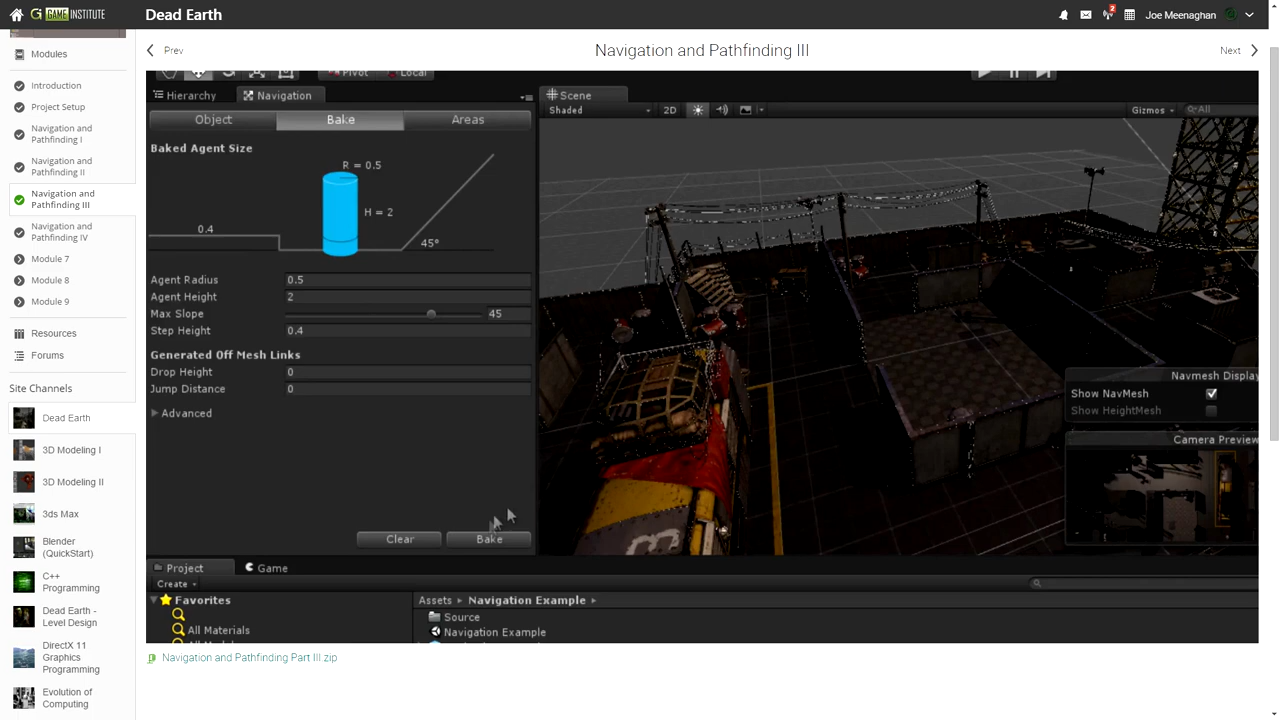 GAME INSTITUTE
Dead Earth
2
Joe Meenaghan
Modules
Introduction
Project Setup
Navigation and
Pathfinding I
Navigation and
Pathfinding II
Navigation and
Pathfinding III
Navigation and
Pathfinding IV
Module 7
Module 8
Module 9
Resources
Forums
Site Channels
Dead Earth
3D Modeling I
3D Modeling II
3ds Max
Blender
(QuickStart)
C++
Programming
Dead Earth -
Level Design
DirectX 11
Graphics
Programming
Evolution of
Computing
Prev
Navigation and Pathfinding III
Next
Pivot
Local
Hierarchy
Navigation
Object
Bake
Areas
Baked Agent Size
R = 0.5
H = 2
0.4
45°
Agent Radius 0.5
Agent Height 2
Max Slope 45
Step Height 0.4
Generated Off Mesh Links
Drop Height 0
Jump Distance 0
Advanced
Clear
Bake
Scene
Shaded
2D
Gizmos
All
Navmesh Display
Show NavMesh
Show HeightMesh
Camera Preview
Project
Game
Create
Favorites
All Materials
Assets
Navigation Example
Source
Navigation Example
Navigation and Pathfinding Part III.zip